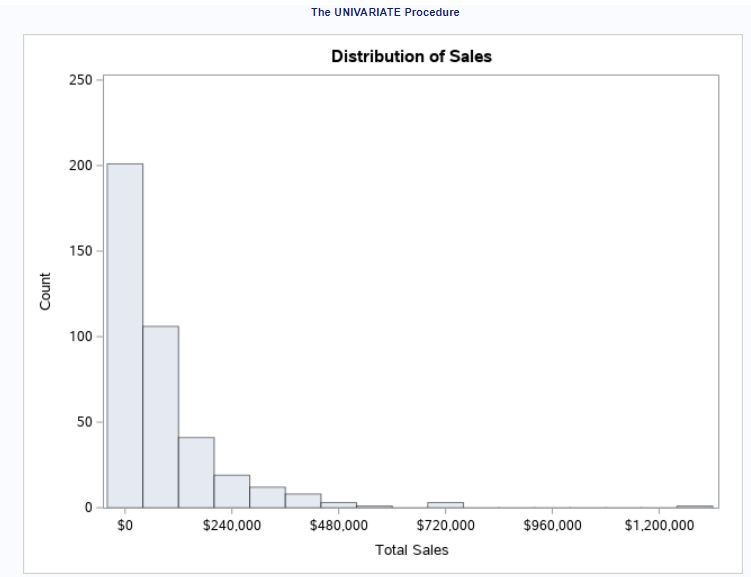 The UNIVARIATE Procedure
Distribution of Sales
250
200
150
100
50
0
Count
$0 $240,000 $480,000 $720,000 $960,000 $1,200,000
Total Sales